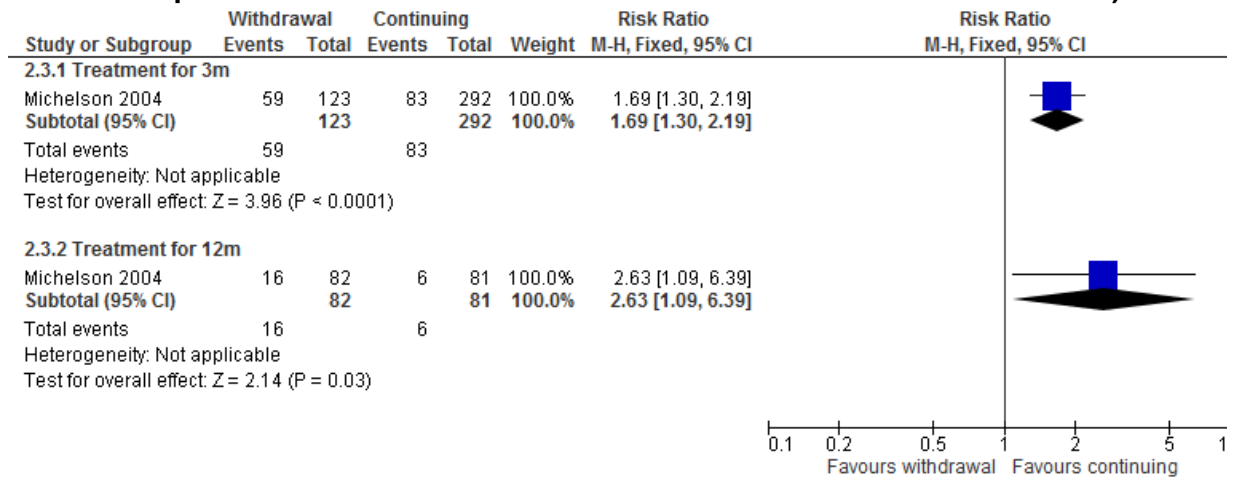 Withdrawal Continuing Risk Ratio Risk Ratio
Study or Subgroup Events Total Events Total Weight M-H, Fixed, 95% CI M-H, Fixed, 95% CI
2.3.1 Treatment for 3m
Michelson 2004 59 123 83 292 100.0% 1.69 [1.30, 2.19]
Subtotal (95% CI) 123 292 100.0% 1.69 [1.30, 2.19]
Total events 59 83
Heterogeneity: Not applicable
Test for overall effect: Z = 3.96 (P < 0.0001)
2.3.2 Treatment for 12m
Michelson 2004 16 82 6 81 100.0% 2.63 [1.09, 6.39]
Subtotal (95% CI) 82 81 100.0% 2.63 [1.09, 6.39]
Total events 16 6
Heterogeneity: Not applicable
Test for overall effect: Z = 2.14 (P = 0.03)
0.1 0.2 0.5 1 2 5 1
Favours withdrawal Favours continuing